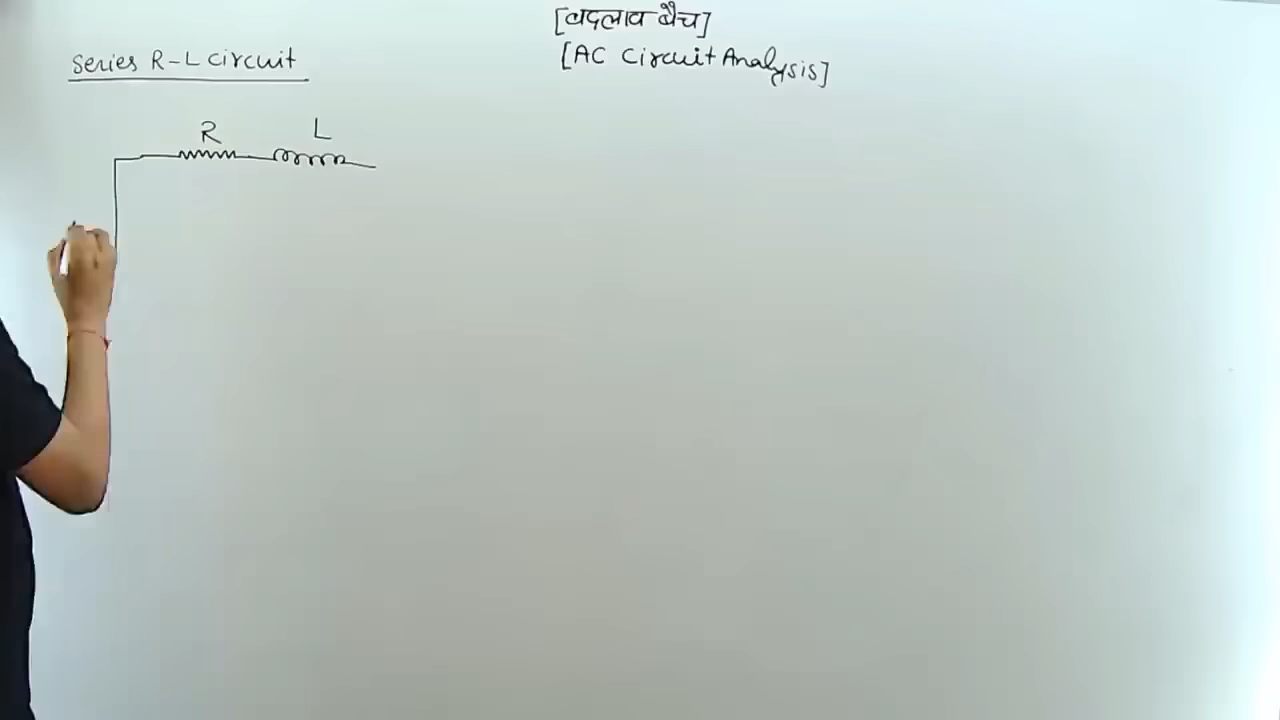 [बदलाव बैच]
[AC Circuit Analysis]
Series R-L Circuit
R L